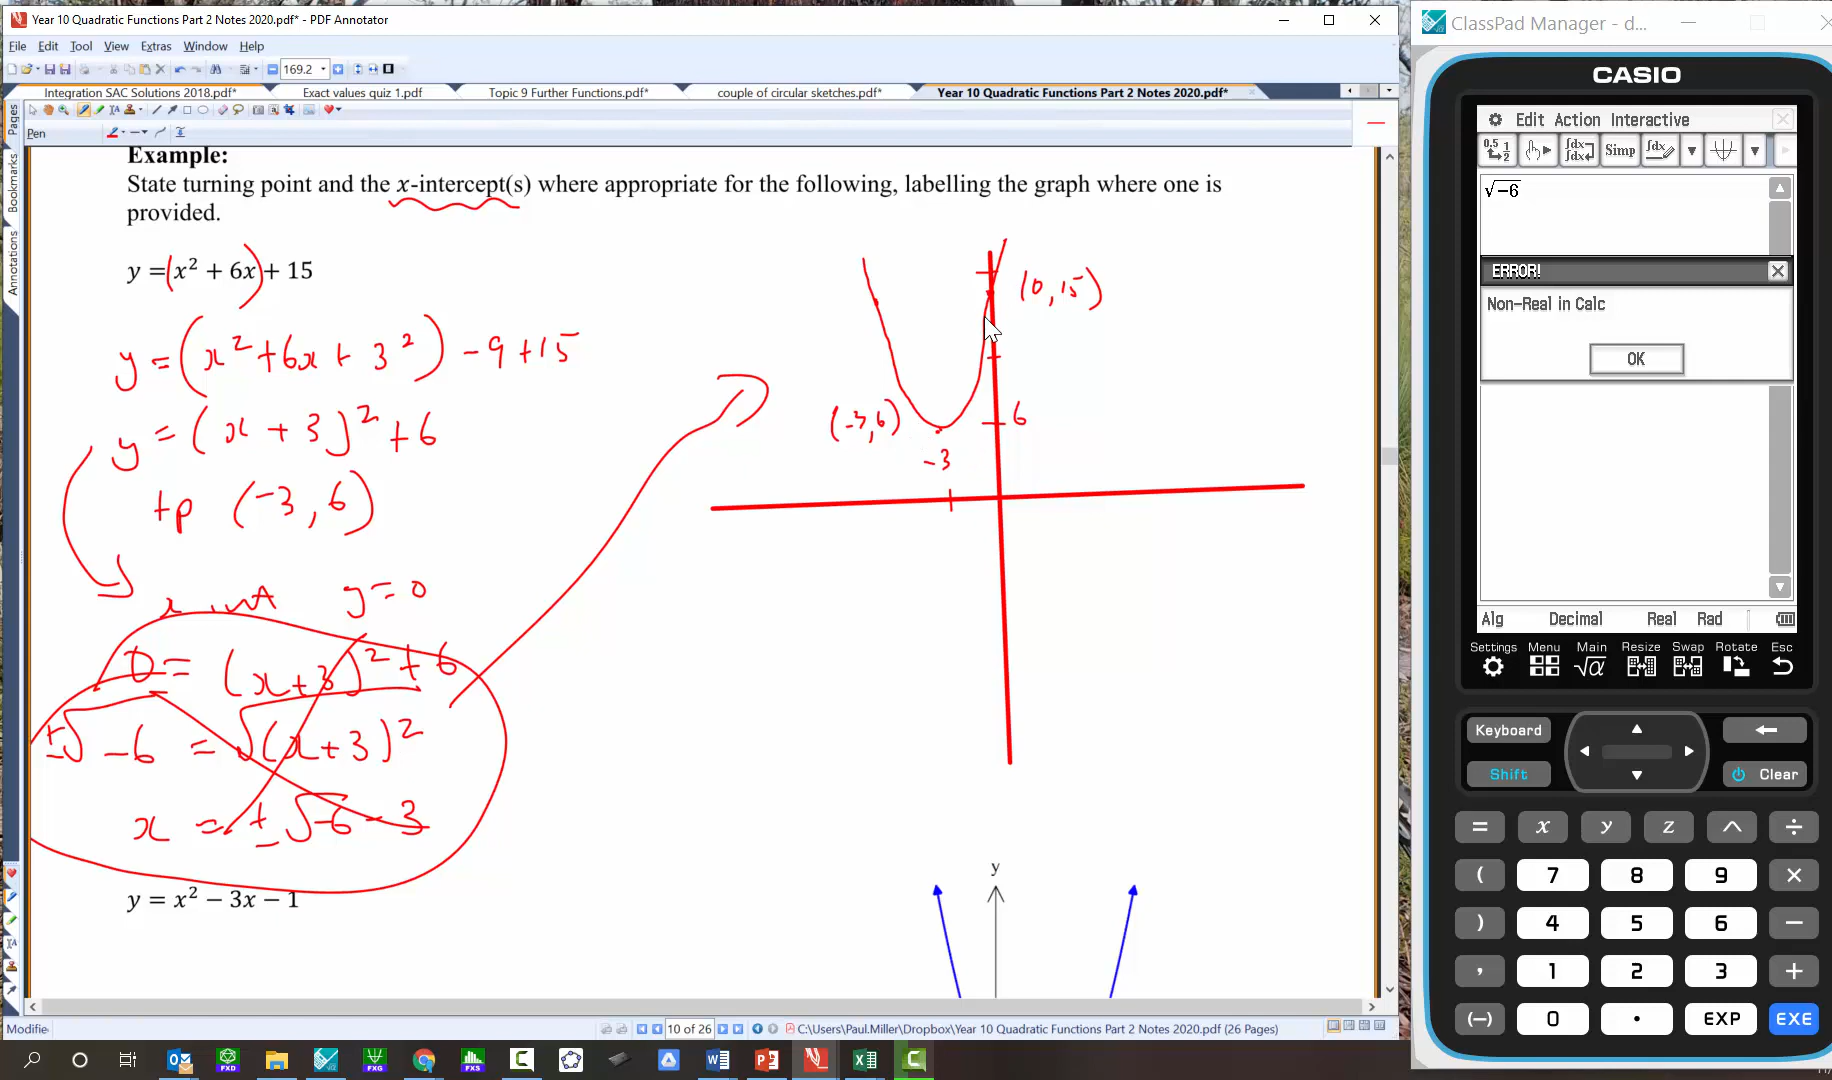 Year 10 Quadratic Functions Part 2 Notes 2020.pdf* - PDF Annotator
File Edit Tool View Extras Window Help
169.2
Integration SAC Solutions 2018.pdf* Exact values quiz 1.pdf Topic 9 Further Functions.pdf* couple of circular sketches.pdf* Year 10 Quadratic Functions Part 2 Notes 2020.pdf*
Pen
Pages
Bookmarks
Annotations
Example:
State turning point and the x-intercept(s) where appropriate for the following, labelling the graph where one is
provided.
y = (x² + 6x) + 15
y = (x² + 6x + 3²) - 9 + 15
y = (x + 3)² + 6
tp (-3, 6)
x int y = 0
0 = (x+3)² + 6
±√-6 = √(x+3)²
x = ± √-6 - 3
(0, 15)
(-3, 6)
6
-3
y = x² − 3x − 1
y
Modifie
10 of 26
C:\Users\Paul.Miller\Dropbox\Year 10 Quadratic Functions Part 2 Notes 2020.pdf (26 Pages)
FXD FXG FXS
ClassPad Manager - d...
CASIO
Edit Action Interactive
Simp
√-6
ERROR!
Non-Real in Calc
OK
Alg Decimal Real Rad
Settings Menu Main Resize Swap Rotate Esc
√α
Keyboard
Shift Clear
= x y z ^ ÷
( 7 8 9 ×
) 4 5 6 −
, 1 2 3 +
(−) 0 • EXP EXE